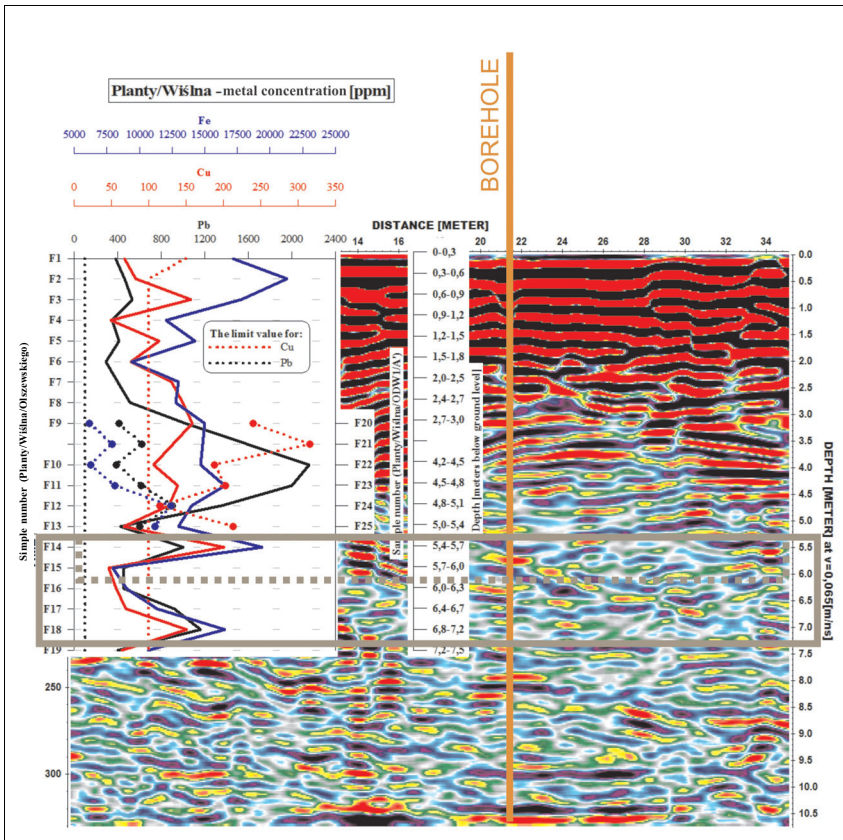 BOREHOLE
Planty/Wiślna - metal concentration [ppm]
Fe
5000 7500 10000 12500 15000 17500 20000 22500 25000
Cu
0 50 100 150 200 250 300 350
Pb
0 400 800 1200 1600 2000 2400
DISTANCE [METER]
14 16 20 22 24 26 28 30 32 34
Simple number (Planty/Wiślna/Olszewskiego
F1
F2
F3
F4
F5
F6
F7
F8
F9
F10
F11
F12
F13
F14
F15
F16
F17
F18
F19
The limit value for:
Cu
Pb
F20
F21
F22
F23
F24
F25
Sample number (Planty/Wislna/ODW1/A')
0–0,3
0,3-0,6
0,6-0,9
0,9-1,2
1,2-1,5
1,5-1,8
2,0-2,5
2,4-2,7
2,7-3,0
4,2-4,5
4,5-4,8
4,8-5,1
5,0-5,4
5,4-5,7
5,7-6,0
6,0-6,3
6,4-6,7
6,8-7,2
7,2-7,5
Depth [meters below ground level]
0.0
0.5
1.0
1.5
2.0
2.5
3.0
3.5
4.0
4.5
5.0
5.5
6.0
6.5
7.0
7.5
8.0
8.5
9.0
9.5
10.0
10.5
DEPTH [METER] at v=0,065[m/ns]
250
300